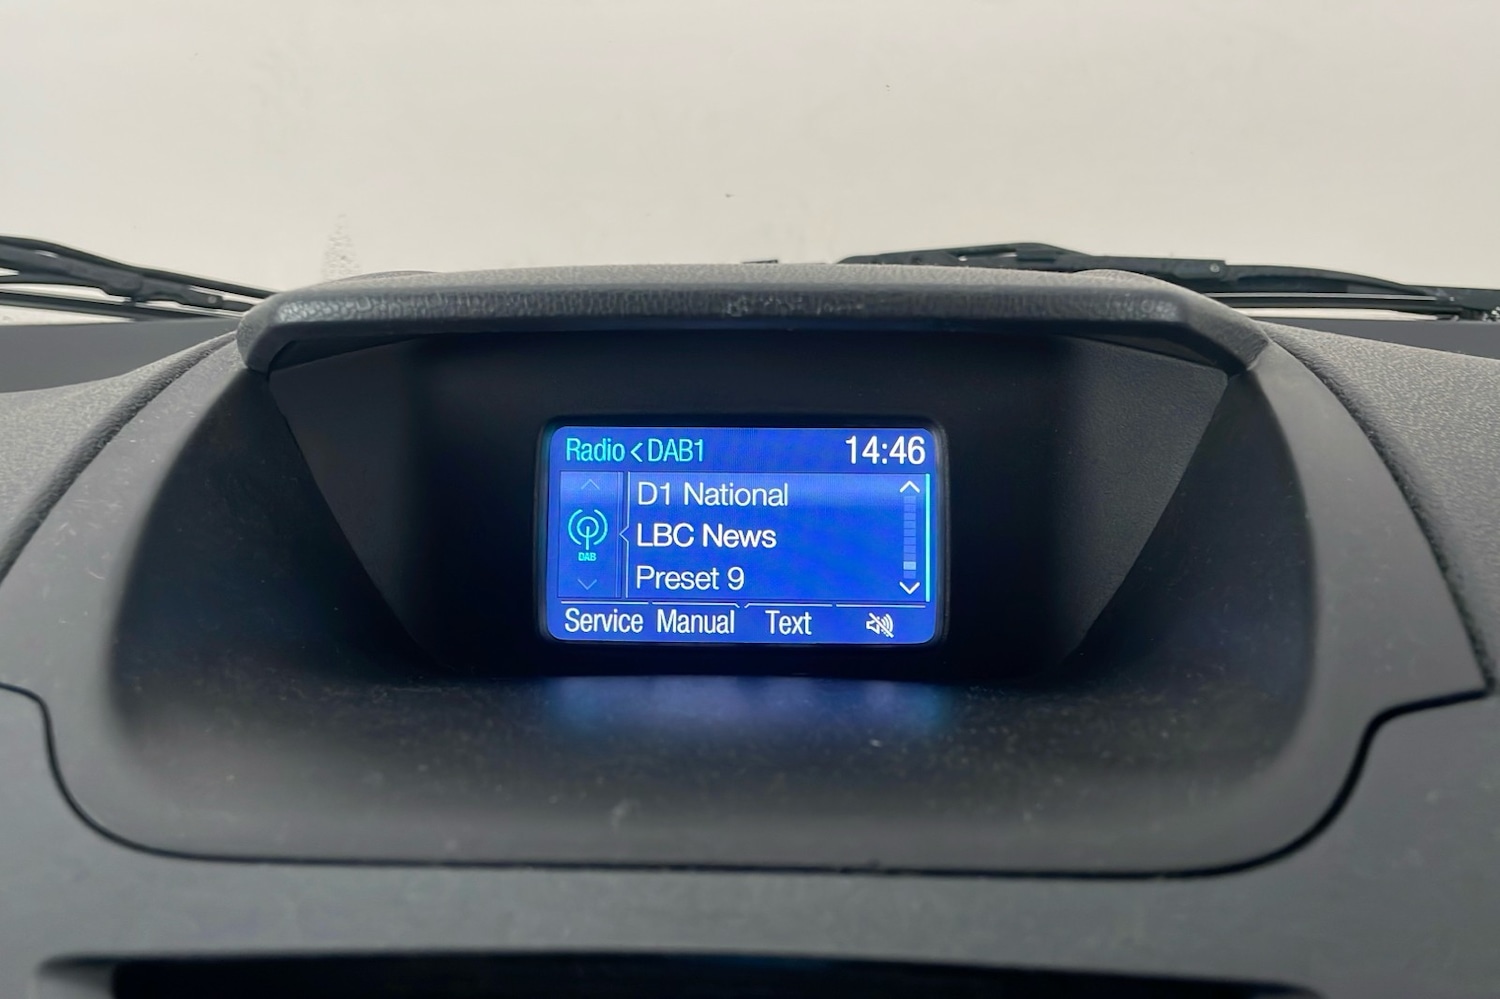 Radio < DAB1 14:46
D1 National
DAB
LBC News
Preset 9
Service Manual Text